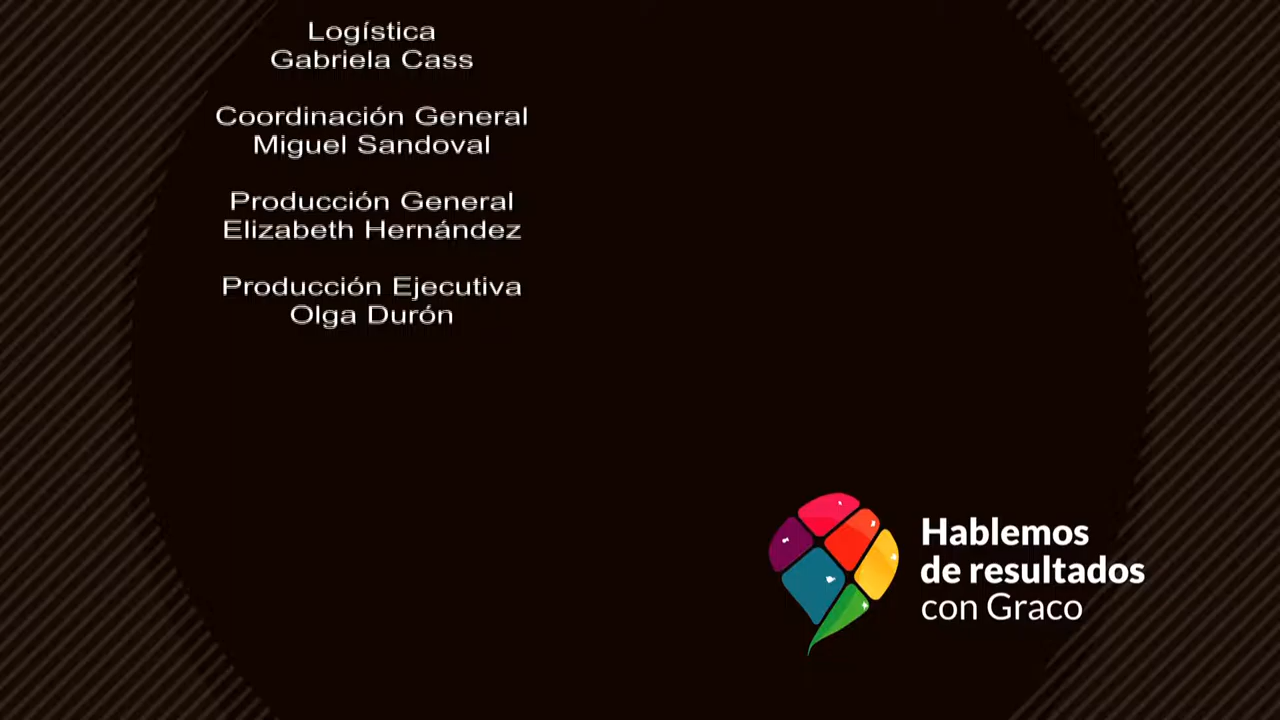 Logística
Gabriela Cass
Coordinación General
Miguel Sandoval
Producción General
Elizabeth Hernández
Producción Ejecutiva
Olga Durón
Hablemos
de resultados
con Graco